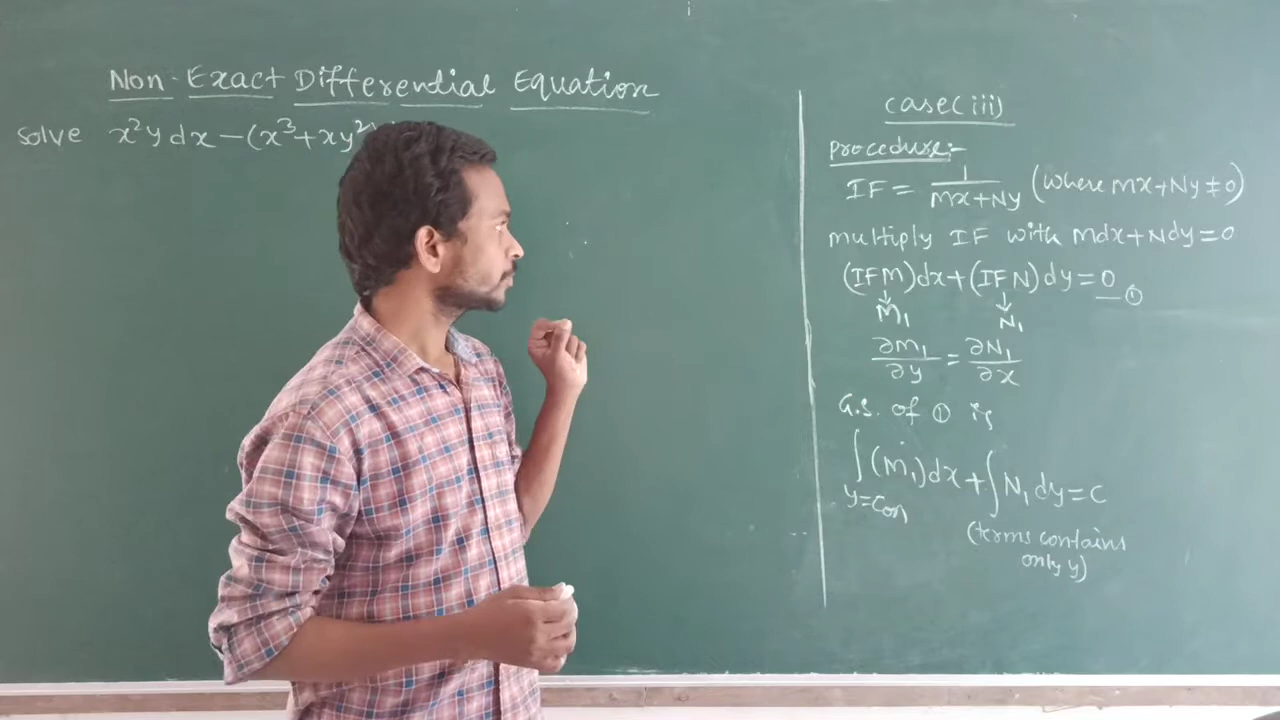 Non-Exact Differential Equation
Solve x²y dx − (x³+xy²)
case(iii)
Procedure:-
IF = 1/(Mx+Ny) (where Mx+Ny ≠ 0)
multiply IF with Mdx+Ndy=0
(IFM)dx+(IFN)dy=0 — ①
↓ ↓
M₁ N₁
∂M₁/∂y = ∂N₁/∂x
G.S. of ① is
∫(M₁)dx+∫N₁dy=C
y=con
(terms contains
only y)